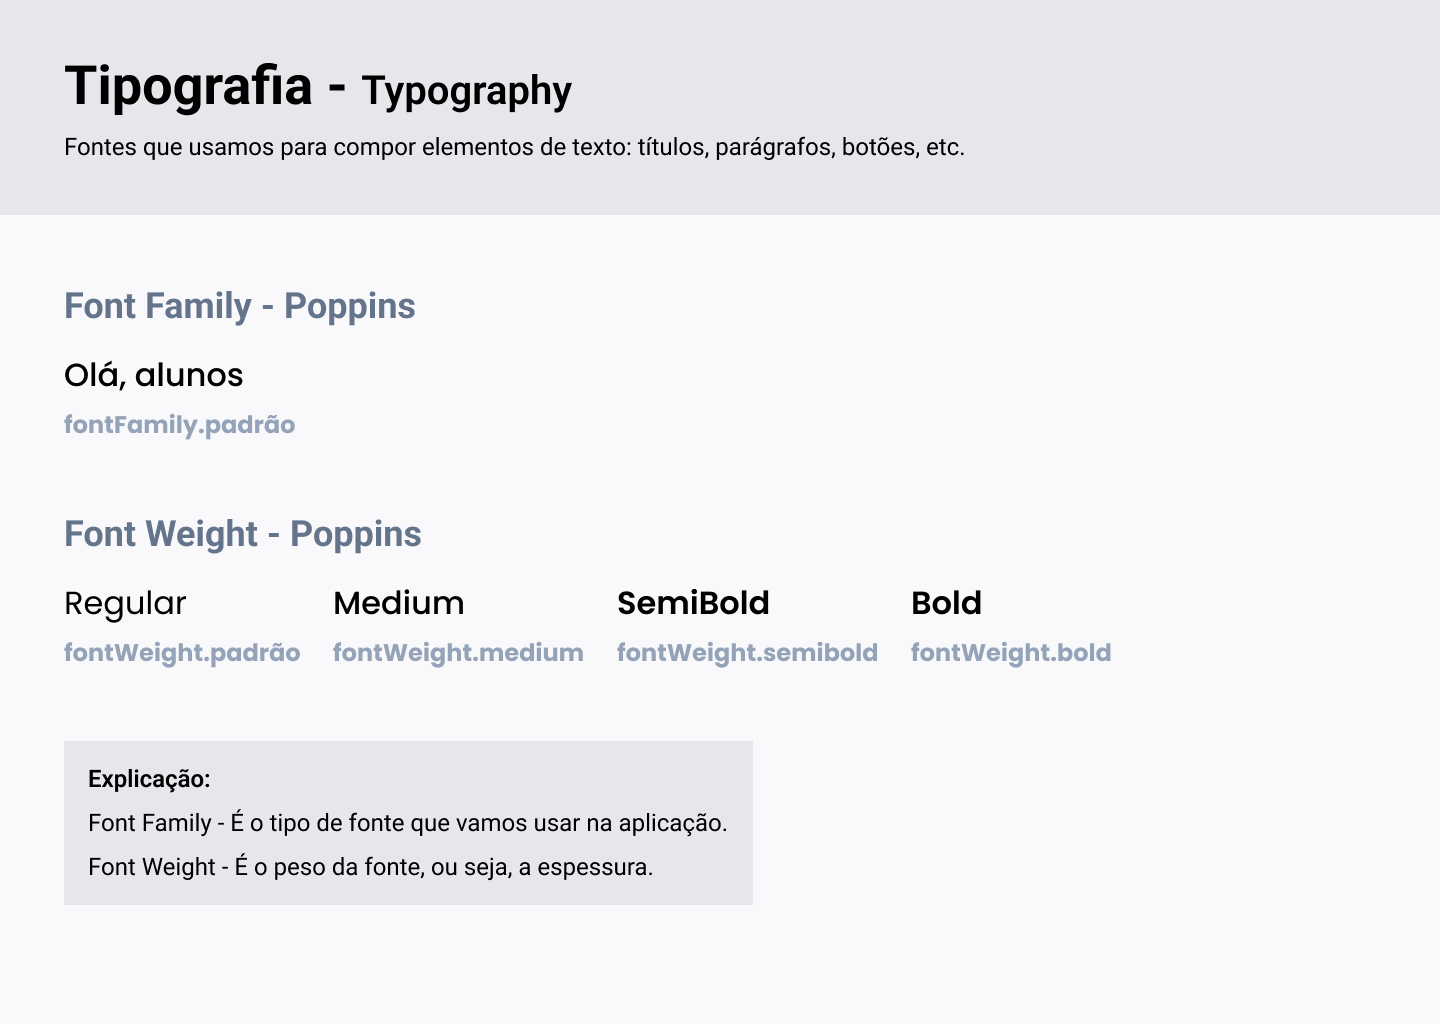 Tipografia - Typography
Fontes que usamos para compor elementos de texto: títulos, parágrafos, botões, etc.
Font Family - Poppins
Olá, alunos
fontFamily.padrão
Font Weight - Poppins
Regular Medium SemiBold Bold
fontWeight.padrão fontWeight.medium fontWeight.semibold fontWeight.bold
Explicação:
Font Family - É o tipo de fonte que vamos usar na aplicação.
Font Weight - É o peso da fonte, ou seja, a espessura.